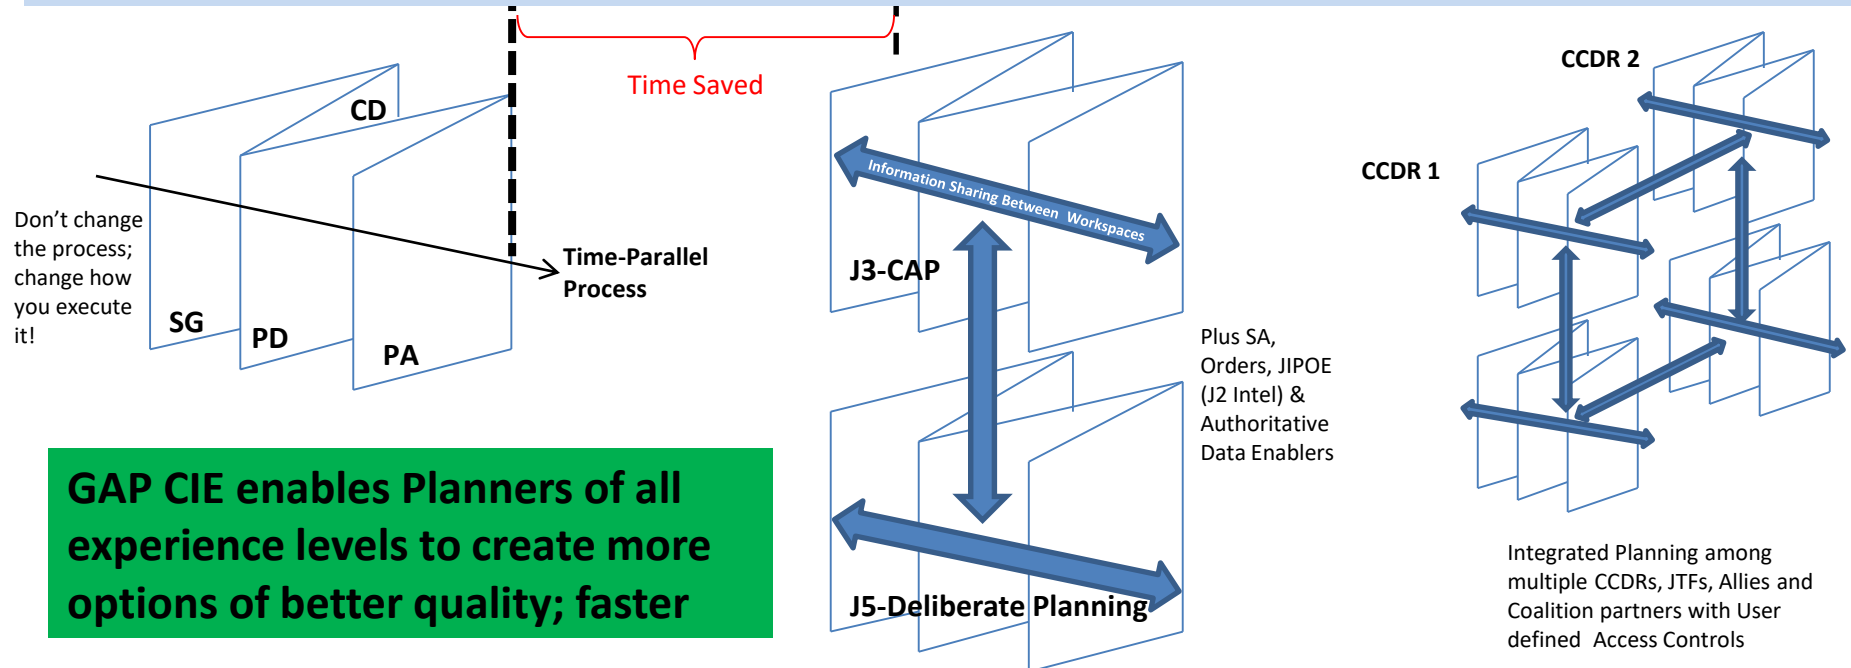 Time Saved
CD
SG
PD
PA
Don’t change
the process;
change how
you execute
it!
Time-Parallel
Process
GAP CIE enables Planners of all
experience levels to create more
options of better quality; faster
Information Sharing Between Workspaces
J3-CAP
J5-Deliberate Planning
Plus SA,
Orders, JIPOE
(J2 Intel) &
Authoritative
Data Enablers
CCDR 2
CCDR 1
Integrated Planning among
multiple CCDRs, JTFs, Allies and
Coalition partners with User
defined Access Controls